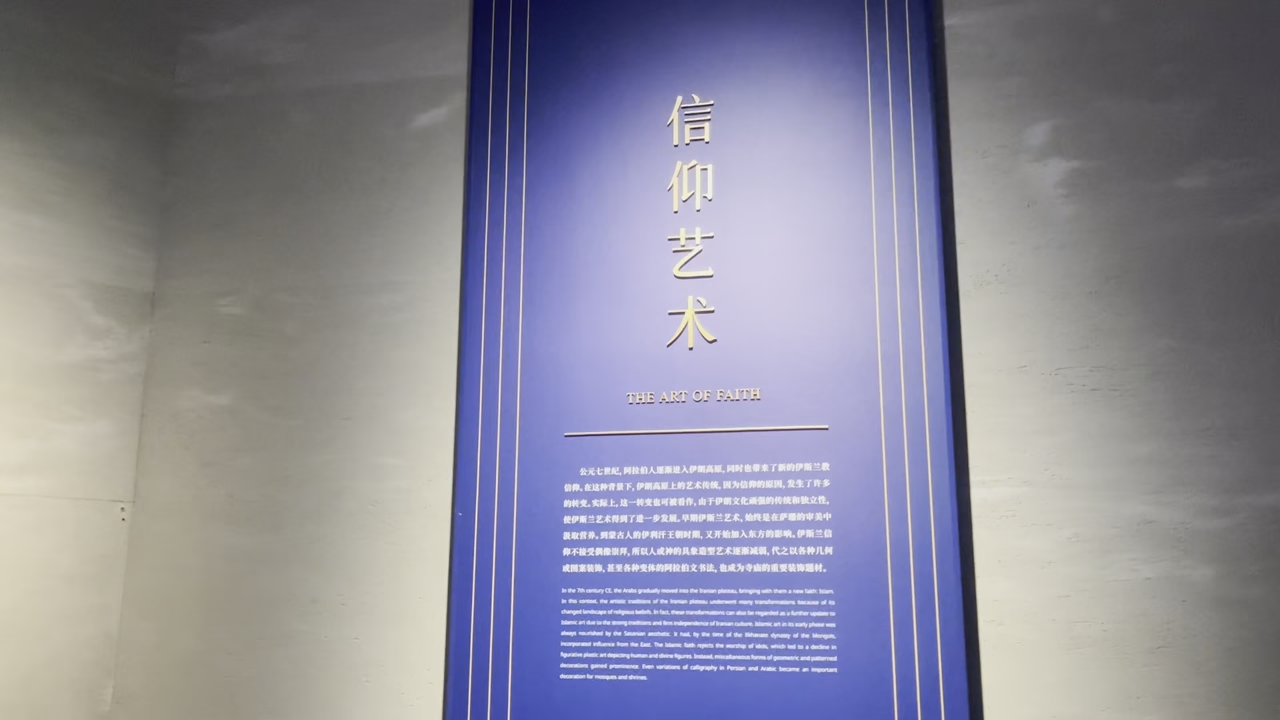 信仰艺术
THE ART OF FAITH
公元七世纪，阿拉伯人逐渐进入伊朗高原，同时也带来了新的伊斯兰教
信仰。在这种背景下，伊朗高原上的艺术传统，因为信仰的原因，发生了许多
的转变。实际上，这一转变也可被看作，由于伊朗文化顽强的传统和独立性，
使伊斯兰艺术得到了进一步发展。早期伊斯兰艺术，始终是在萨珊的审美中
汲取营养。到蒙古人的伊利汗王朝时期，又开始加入东方的影响。伊斯兰信
仰不接受偶像崇拜，所以人或神的具象造型艺术逐渐减弱，代之以各种几何
或图案装饰，甚至各种变体的阿拉伯文书法，也成为寺庙的重要装饰题材。
In the 7th century CE, the Arabs gradually moved into the Iranian plateau, bringing with them a new faith: Islam.
In this context, the artistic traditions of the Iranian plateau underwent many transformations because of its
changed landscape of religious beliefs. In fact, these transformations can also be regarded as a further update to
Islamic art due to the strong traditions and firm independence of Iranian culture. Islamic art in its early phase was
always nourished by the Sasanian aesthetic. It had, by the time of the Ilkhanate dynasty of the Mongols,
incorporated influence from the East. The Islamic faith rejects the worship of idols, which led to a decline in
figurative plastic art depicting human and divine figures. Instead, miscellaneous forms of geometric and patterned
decorations gained prominence. Even variations of calligraphy in Persian and Arabic became an important
decoration for mosques and shrines.